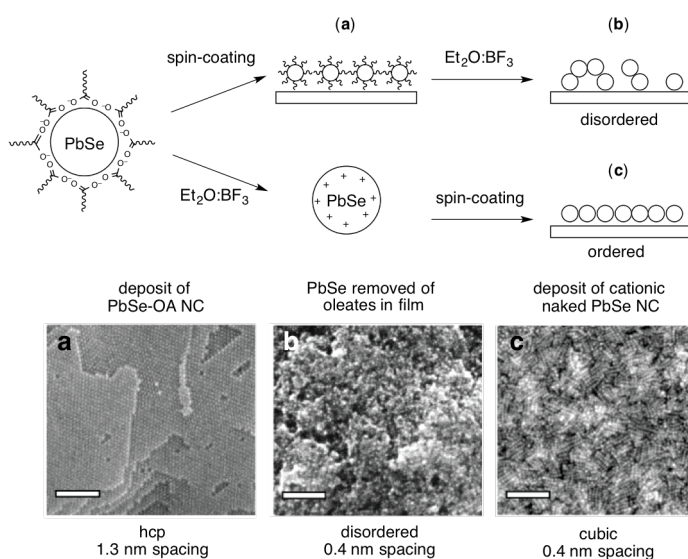 (a)
(b)
spin-coating
Et2O:BF3
disordered
PbSe
O O–
(c)
Et2O:BF3
+ + + + + + + +
PbSe
spin-coating
ordered
deposit of
PbSe-OA NC
PbSe removed of
oleates in film
deposit of cationic
naked PbSe NC
a
b
c
hcp
1.3 nm spacing
disordered
0.4 nm spacing
cubic
0.4 nm spacing